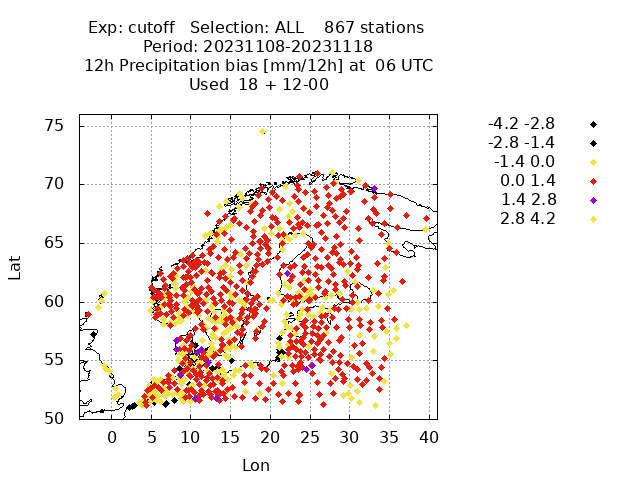 Exp: cutoff   Selection: ALL    867 stations
Period: 20231108-20231118
12h Precipitation bias [mm/12h] at  06 UTC
Used  18 + 12-00
-4.2 -2.8
-2.8 -1.4
-1.4 0.0
0.0 1.4
1.4 2.8
2.8 4.2
75
70
65
60
55
50
Lat
0 5 10 15 20 25 30 35 40
Lon